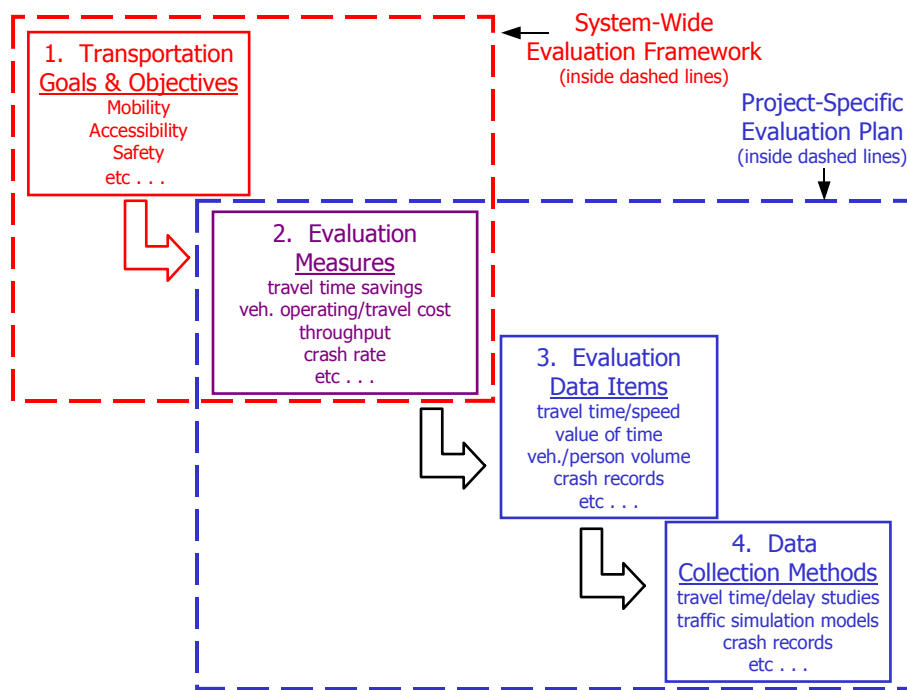 System-Wide
Evaluation Framework
(inside dashed lines)
1. Transportation
Goals & Objectives
Mobility
Accessibility
Safety
etc . . .
Project-Specific
Evaluation Plan
(inside dashed lines)
2. Evaluation
Measures
travel time savings
veh. operating/travel cost
throughput
crash rate
etc . . .
3. Evaluation
Data Items
travel time/speed
value of time
veh./person volume
crash records
etc . . .
4. Data
Collection Methods
travel time/delay studies
traffic simulation models
crash records
etc . . .